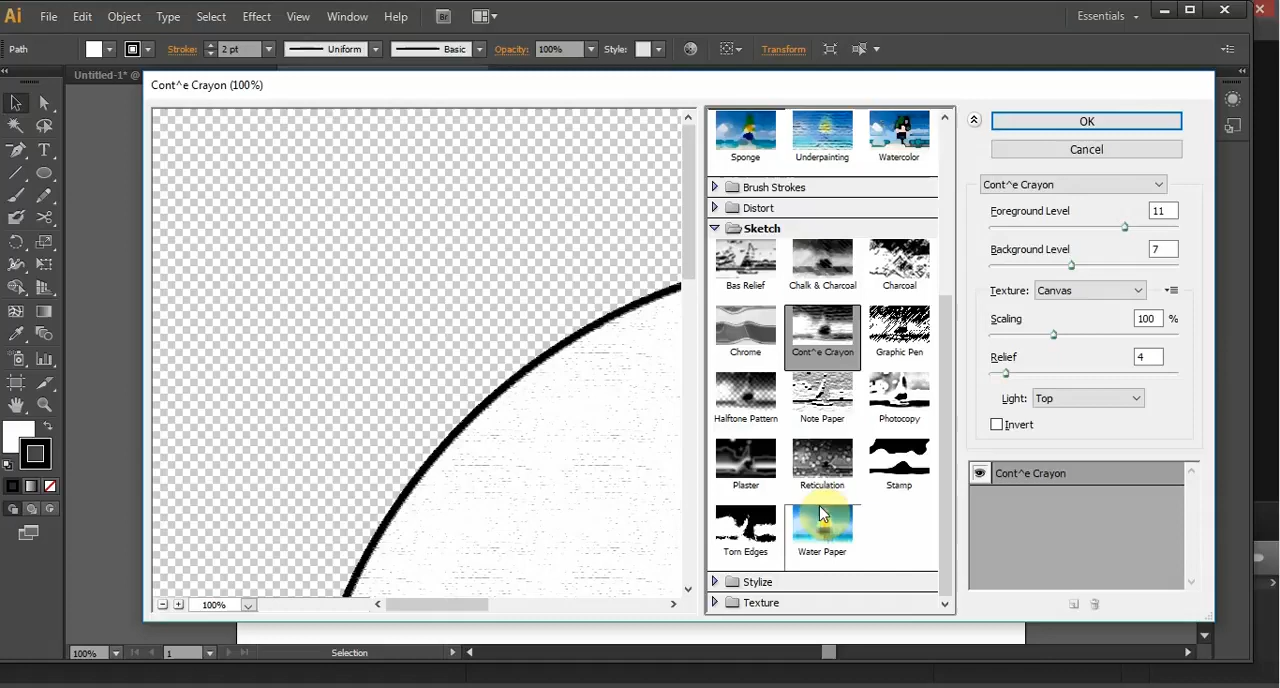 Ai File Edit Object Type Select Effect View Window Help Br Essentials
Path Stroke: 2 pt Uniform Basic Opacity: 100% Style: Transform
Untitled-1* @
Cont^e Crayon (100%)
Sponge Underpainting Watercolor
Brush Strokes
Distort
Sketch
Bas Relief Chalk & Charcoal Charcoal
Chrome Cont^e Crayon Graphic Pen
Halftone Pattern Note Paper Photocopy
Plaster Reticulation Stamp
Torn Edges Water Paper
Stylize
Texture
OK
Cancel
Cont^e Crayon
Foreground Level 11
Background Level 7
Texture: Canvas
Scaling 100 %
Relief 4
Light: Top
Invert
Cont^e Crayon
100%
100% 1 Selection